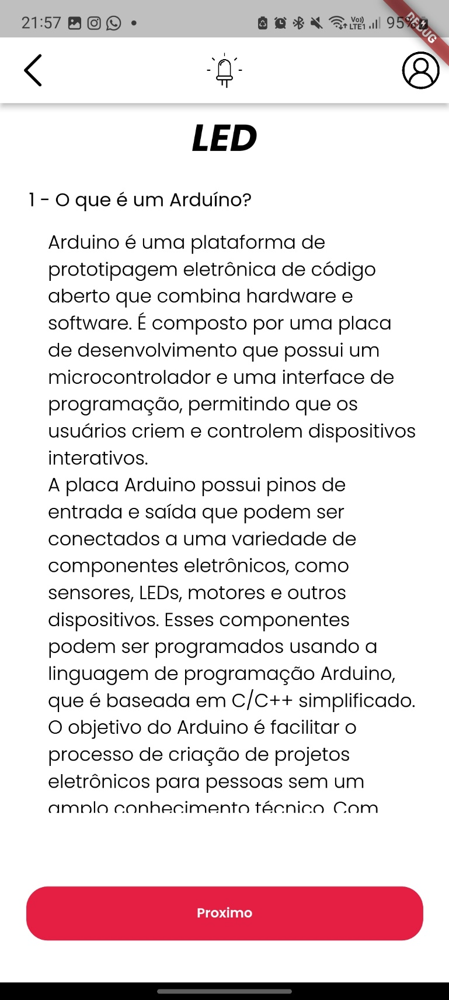 21:57
Vo))
LTE1
95%
DEBUG
LED
1 - O que é um Arduíno?
Arduino é uma plataforma de
prototipagem eletrônica de código
aberto que combina hardware e
software. É composto por uma placa
de desenvolvimento que possui um
microcontrolador e uma interface de
programação, permitindo que os
usuários criem e controlem dispositivos
interativos.
A placa Arduino possui pinos de
entrada e saída que podem ser
conectados a uma variedade de
componentes eletrônicos, como
sensores, LEDs, motores e outros
dispositivos. Esses componentes
podem ser programados usando a
linguagem de programação Arduino,
que é baseada em C/C++ simplificado.
O objetivo do Arduino é facilitar o
processo de criação de projetos
eletrônicos para pessoas sem um
amplo conhecimento técnico. Com
Proximo